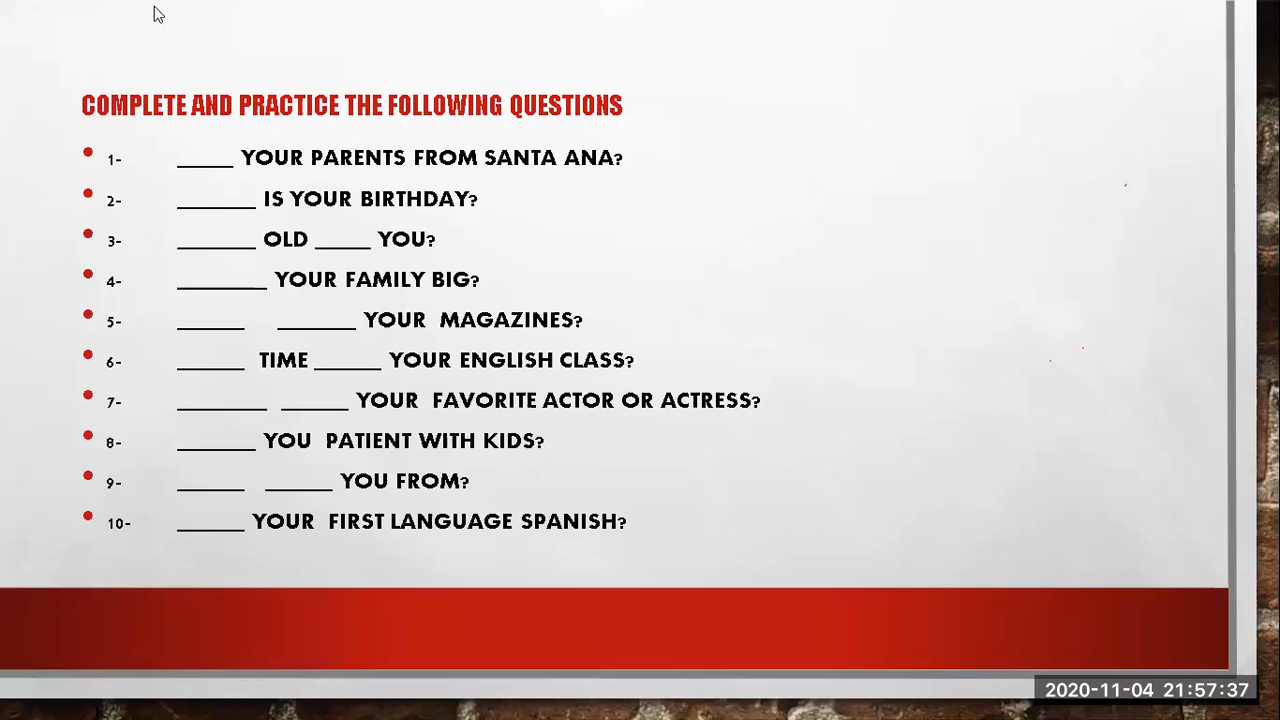 COMPLETE AND PRACTICE THE FOLLOWING QUESTIONS
• 1- _____ YOUR PARENTS FROM SANTA ANA?
• 2- _______ IS YOUR BIRTHDAY?
• 3- _______ OLD _____ YOU?
• 4- ________ YOUR FAMILY BIG?
• 5- ______ _______ YOUR MAGAZINES?
• 6- ______ TIME ______ YOUR ENGLISH CLASS?
• 7- ________ ______ YOUR FAVORITE ACTOR OR ACTRESS?
• 8- _______ YOU PATIENT WITH KIDS?
• 9- ______ ______ YOU FROM?
• 10- ______ YOUR FIRST LANGUAGE SPANISH?
2020-11-04 21:57:37